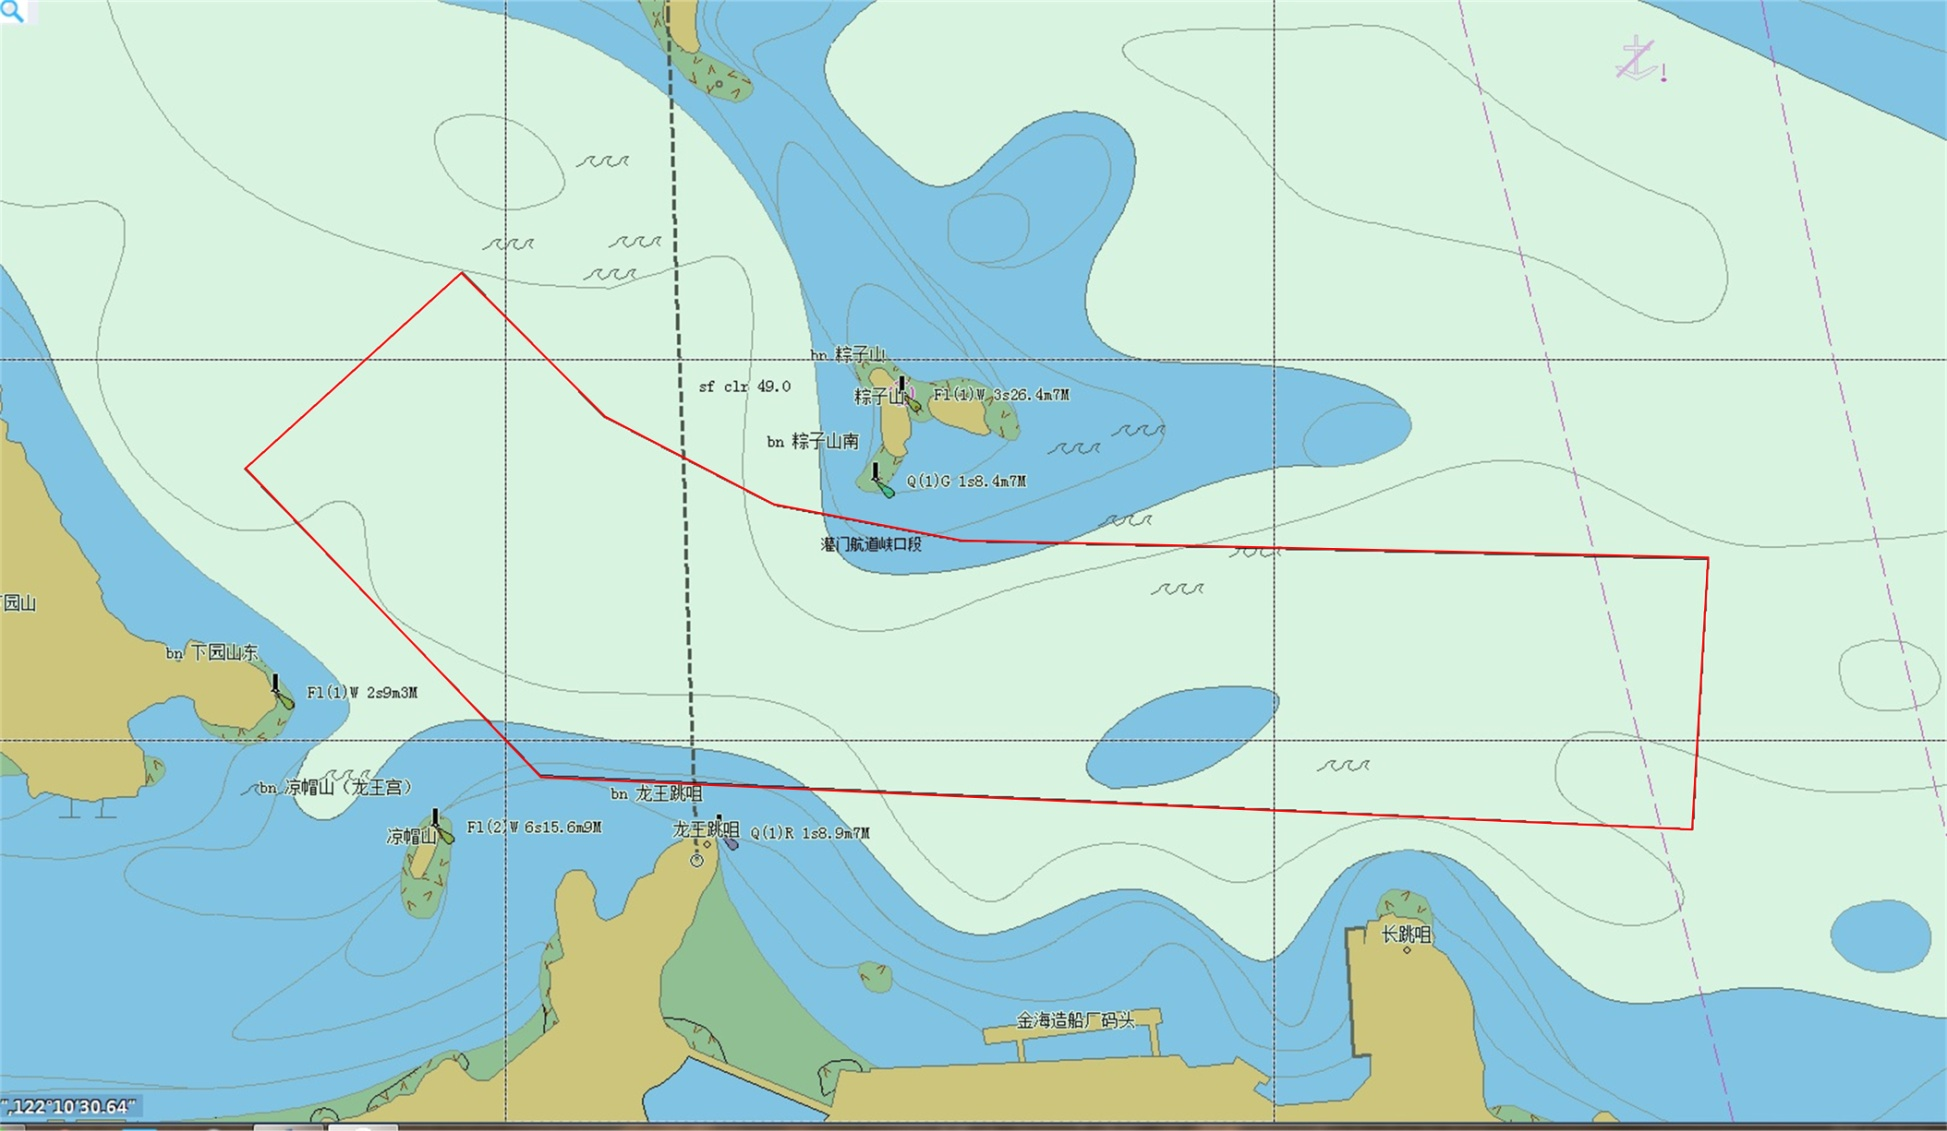 bn 粽子山
sf clr 49.0
粽子山
Fl(1)W 3s26.4m7M
bn 粽子山南
Q(1)G 1s8.4m7M
灌门航道峡口段
下园山
bn 下园山东
Fl(1)W 2s9m3M
bn 凉帽山（龙王宫）
bn 龙王跳咀
凉帽山
Fl(2)W 6s15.6m9M
龙王跳咀
Q(1)R 1s8.9m7M
长跳咀
金海造船厂码头
",122°10'30.64"